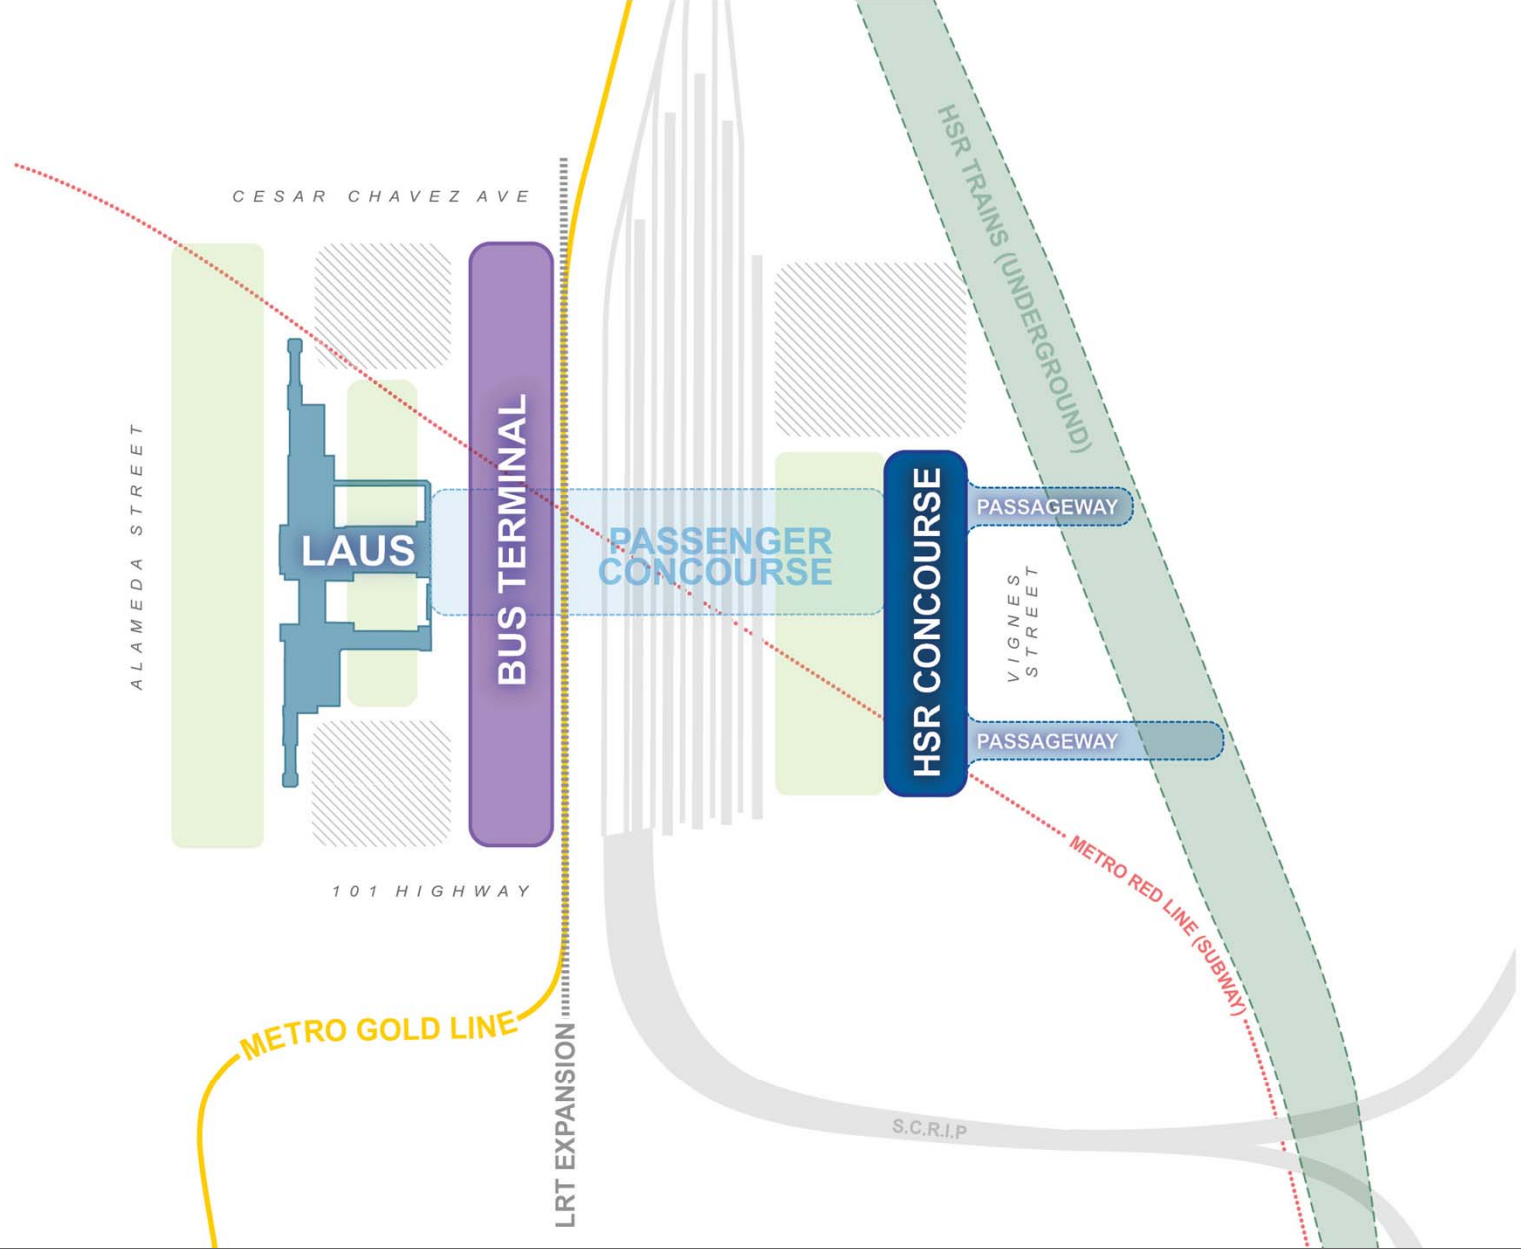 HSR TRAINS (UNDERGROUND)
CESAR CHAVEZ AVE
ALAMEDA STREET
LAUS
BUS TERMINAL
PASSENGER
CONCOURSE
HSR CONCOURSE
PASSAGEWAY
VIGNES
STREET
PASSAGEWAY
METRO RED LINE (SUBWAY)
101 HIGHWAY
METRO GOLD LINE
LRT EXPANSION
S.C.R.I.P